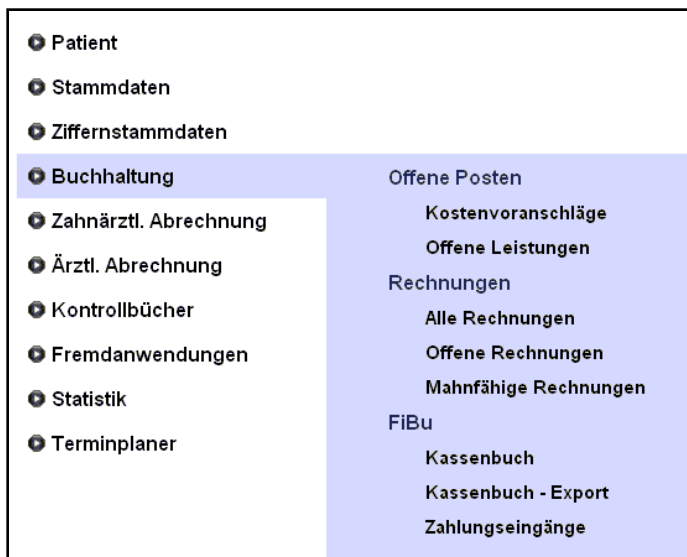 Patient
Stammdaten
Ziffernstammdaten
Buchhaltung
Zahnärztl. Abrechnung
Ärztl. Abrechnung
Kontrollbücher
Fremdanwendungen
Statistik
Terminplaner
Offene Posten
Kostenvoranschläge
Offene Leistungen
Rechnungen
Alle Rechnungen
Offene Rechnungen
Mahnfähige Rechnungen
FiBu
Kassenbuch
Kassenbuch - Export
Zahlungseingänge